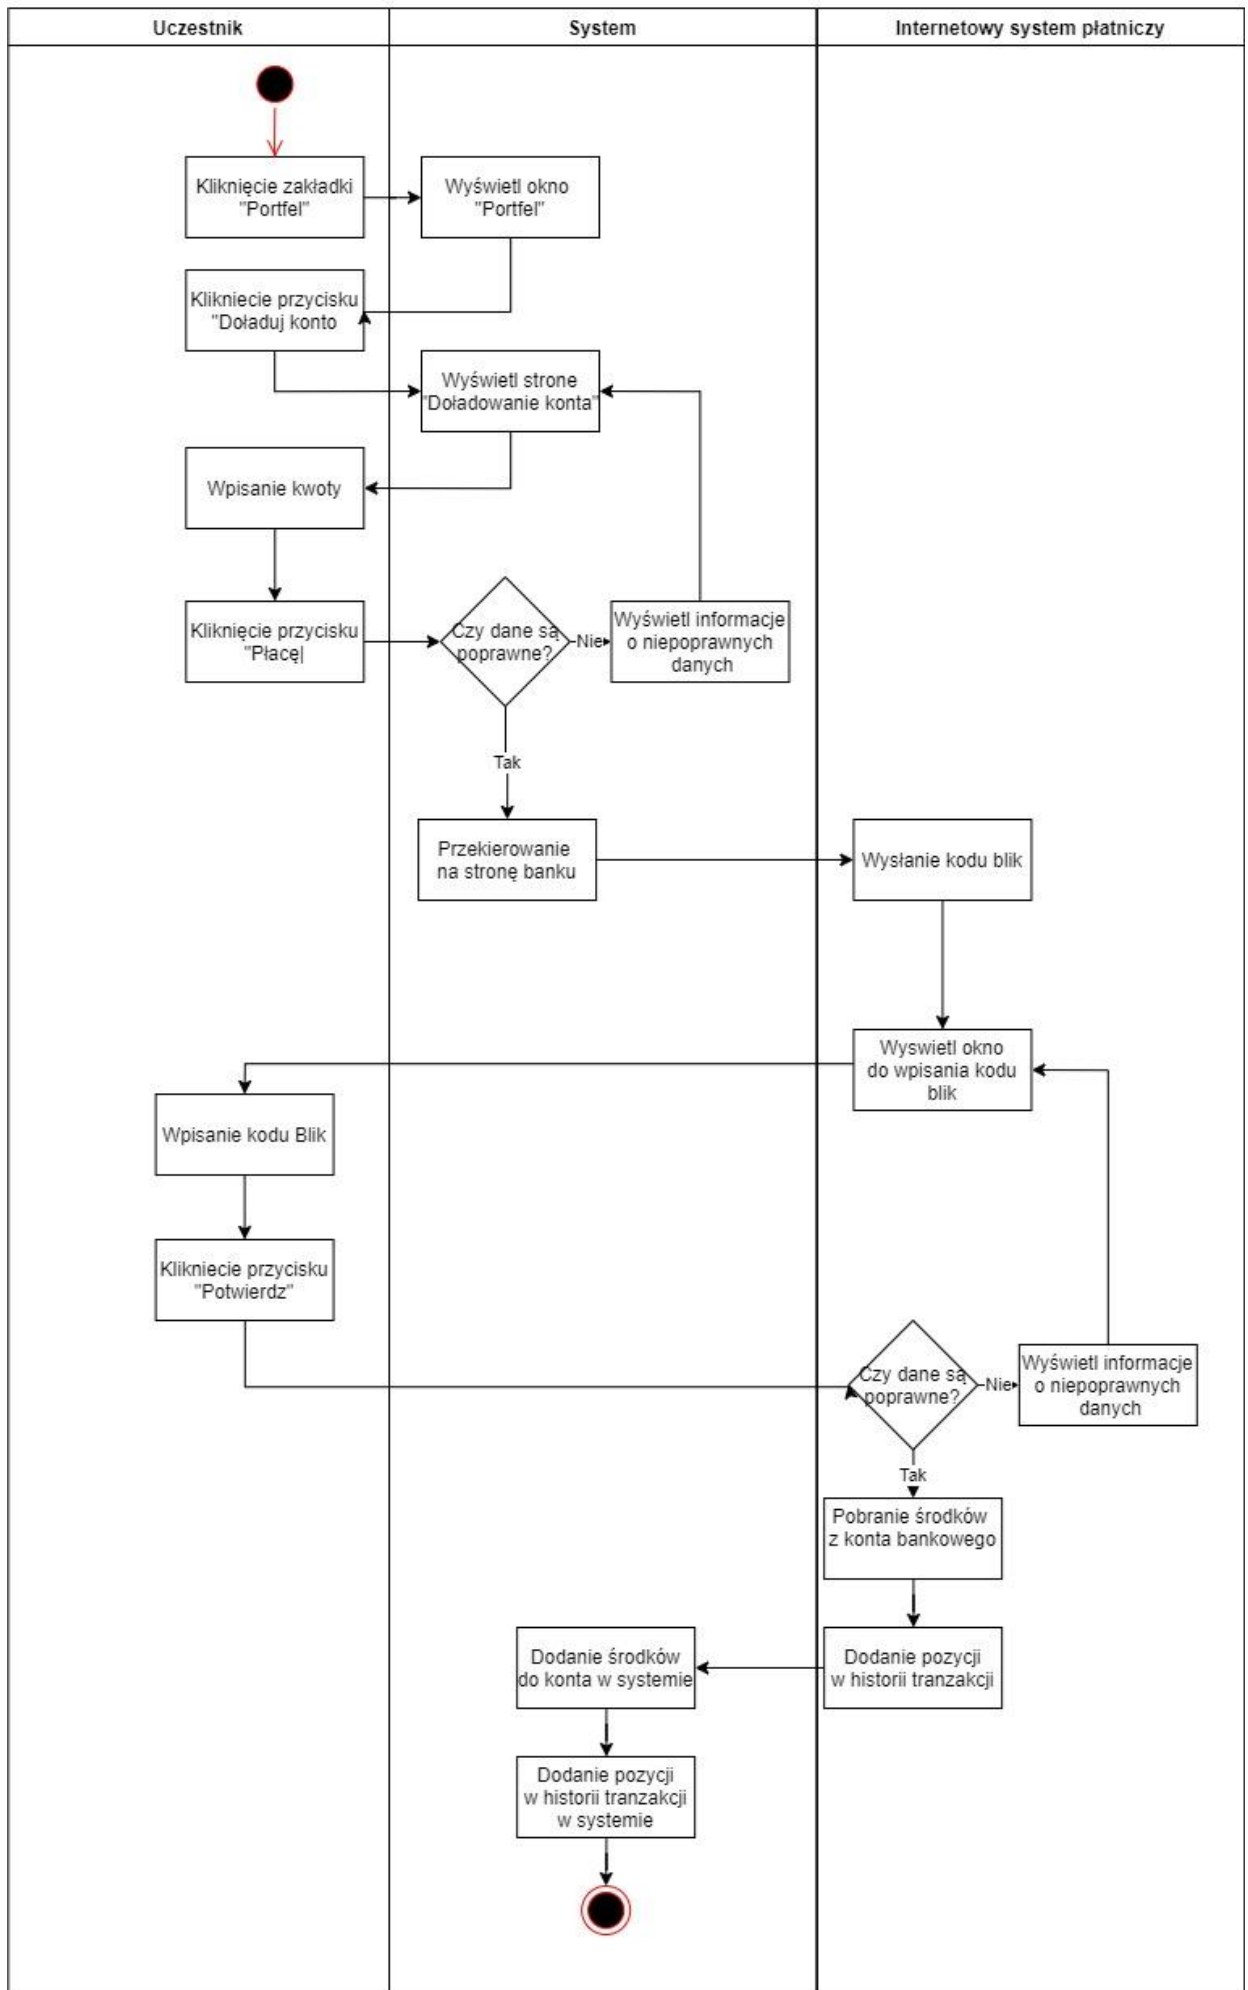 Uczestnik
System
Internetowy system płatniczy
Kliknięcie zakładki
"Portfel"
Wyświetl okno
"Portfel"
Klikniecie przycisku
"Doładuj konto
Wyświetl strone
"Doładowanie konta"
Wpisanie kwoty
Kliknięcie przycisku
"Płacę|
Czy dane są
poprawne?
Nie
Wyświetl informacje
o niepoprawnych
danych
Tak
Przekierowanie
na stronę banku
Wysłanie kodu blik
Wyswietl okno
do wpisania kodu
blik
Wpisanie kodu Blik
Klikniecie przycisku
"Potwierdz"
Czy dane są
poprawne?
Nie
Wyświetl informacje
o niepoprawnych
danych
Tak
Pobranie środków
z konta bankowego
Dodanie pozycji
w historii tranzakcji
Dodanie środków
do konta w systemie
Dodanie pozycji
w historii tranzakcji
w systemie